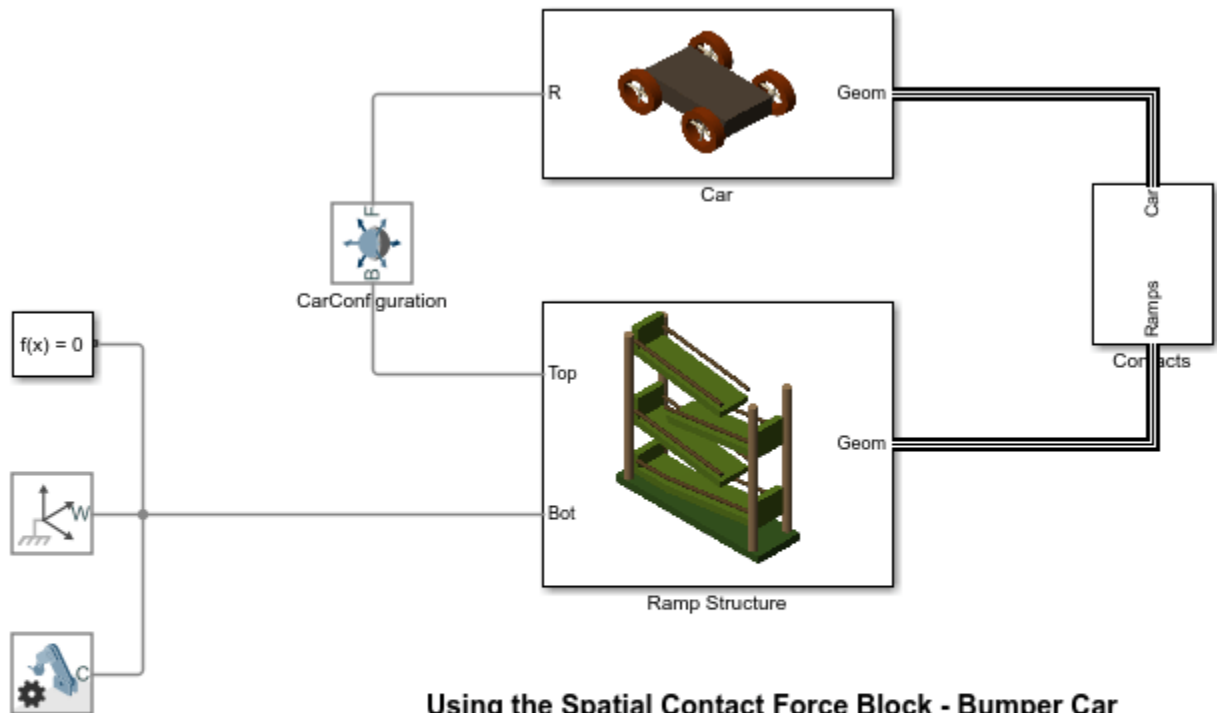 R
Geom
Car
Car
F
B
CarConfiguration
Ramps
Contacts
f(x) = 0
Top
Geom
W
Bot
Ramp Structure
C
Using the Spatial Contact Force Block - Bumper Car